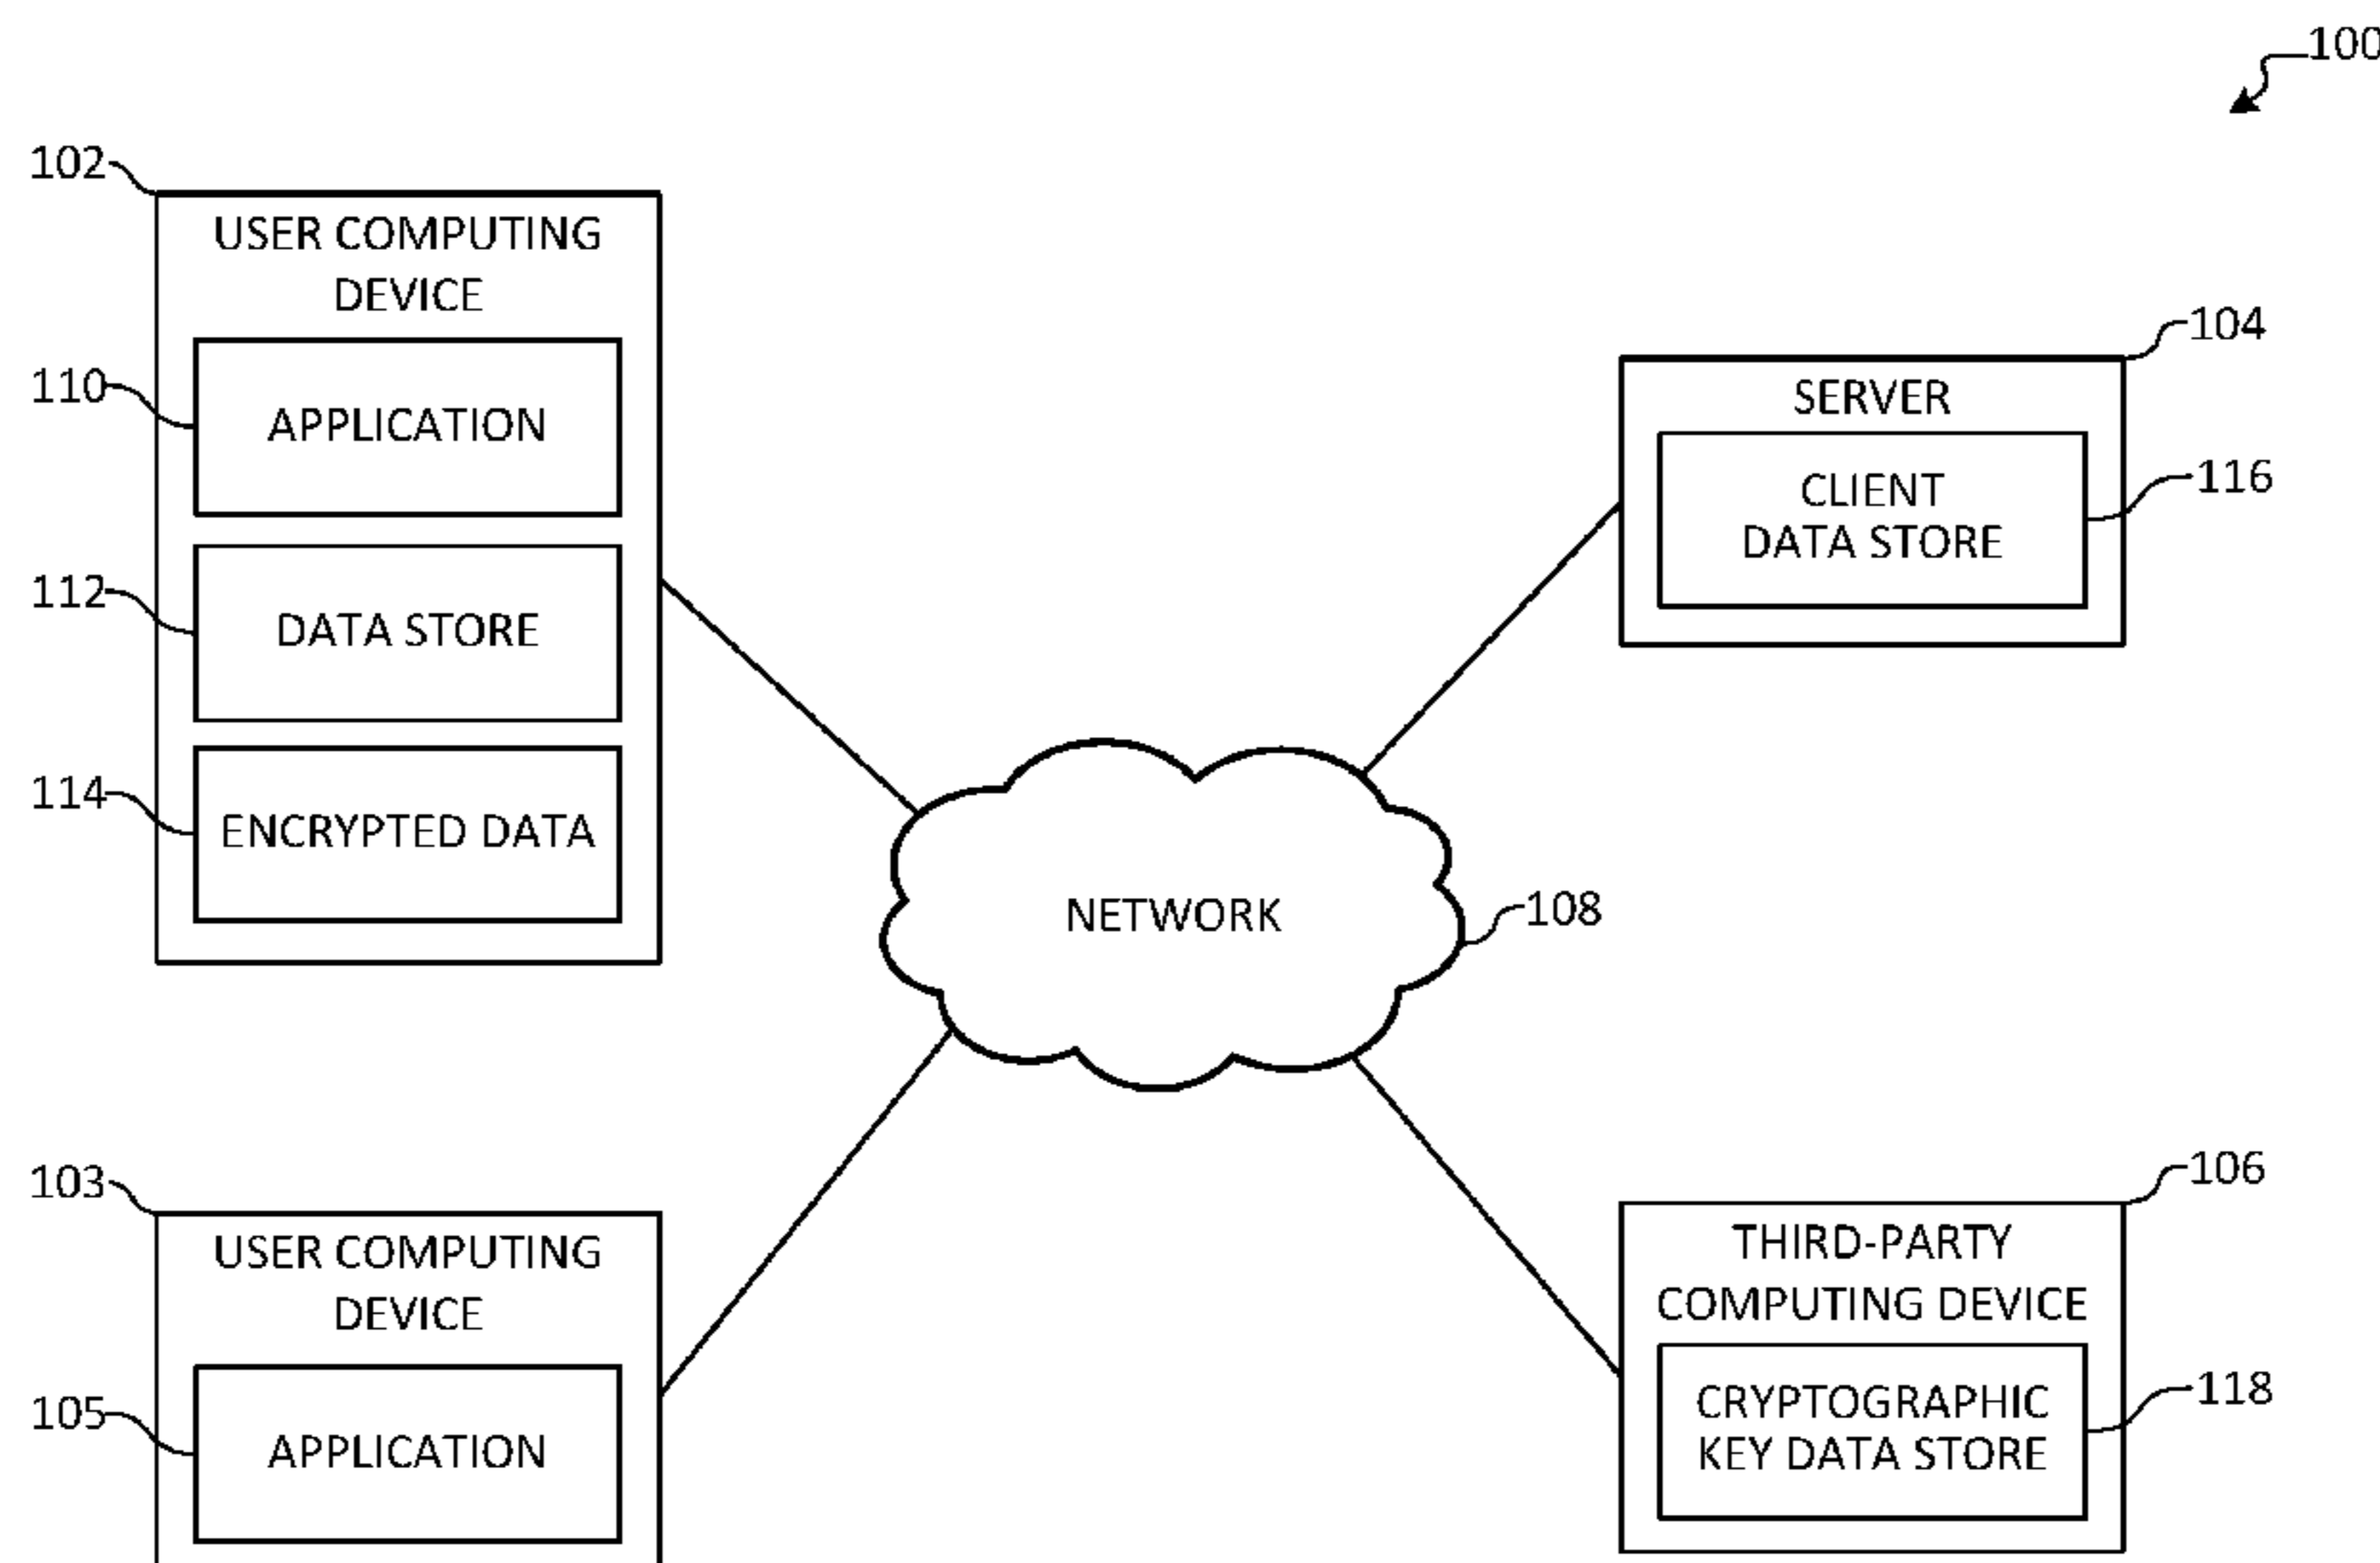 100
102
USER COMPUTING
DEVICE
110
APPLICATION
112
DATA STORE
114
ENCRYPTED DATA
104
SERVER
CLIENT
DATA STORE
116
NETWORK
108
103
USER COMPUTING
DEVICE
105
APPLICATION
106
THIRD-PARTY
COMPUTING DEVICE
CRYPTOGRAPHIC
KEY DATA STORE
118